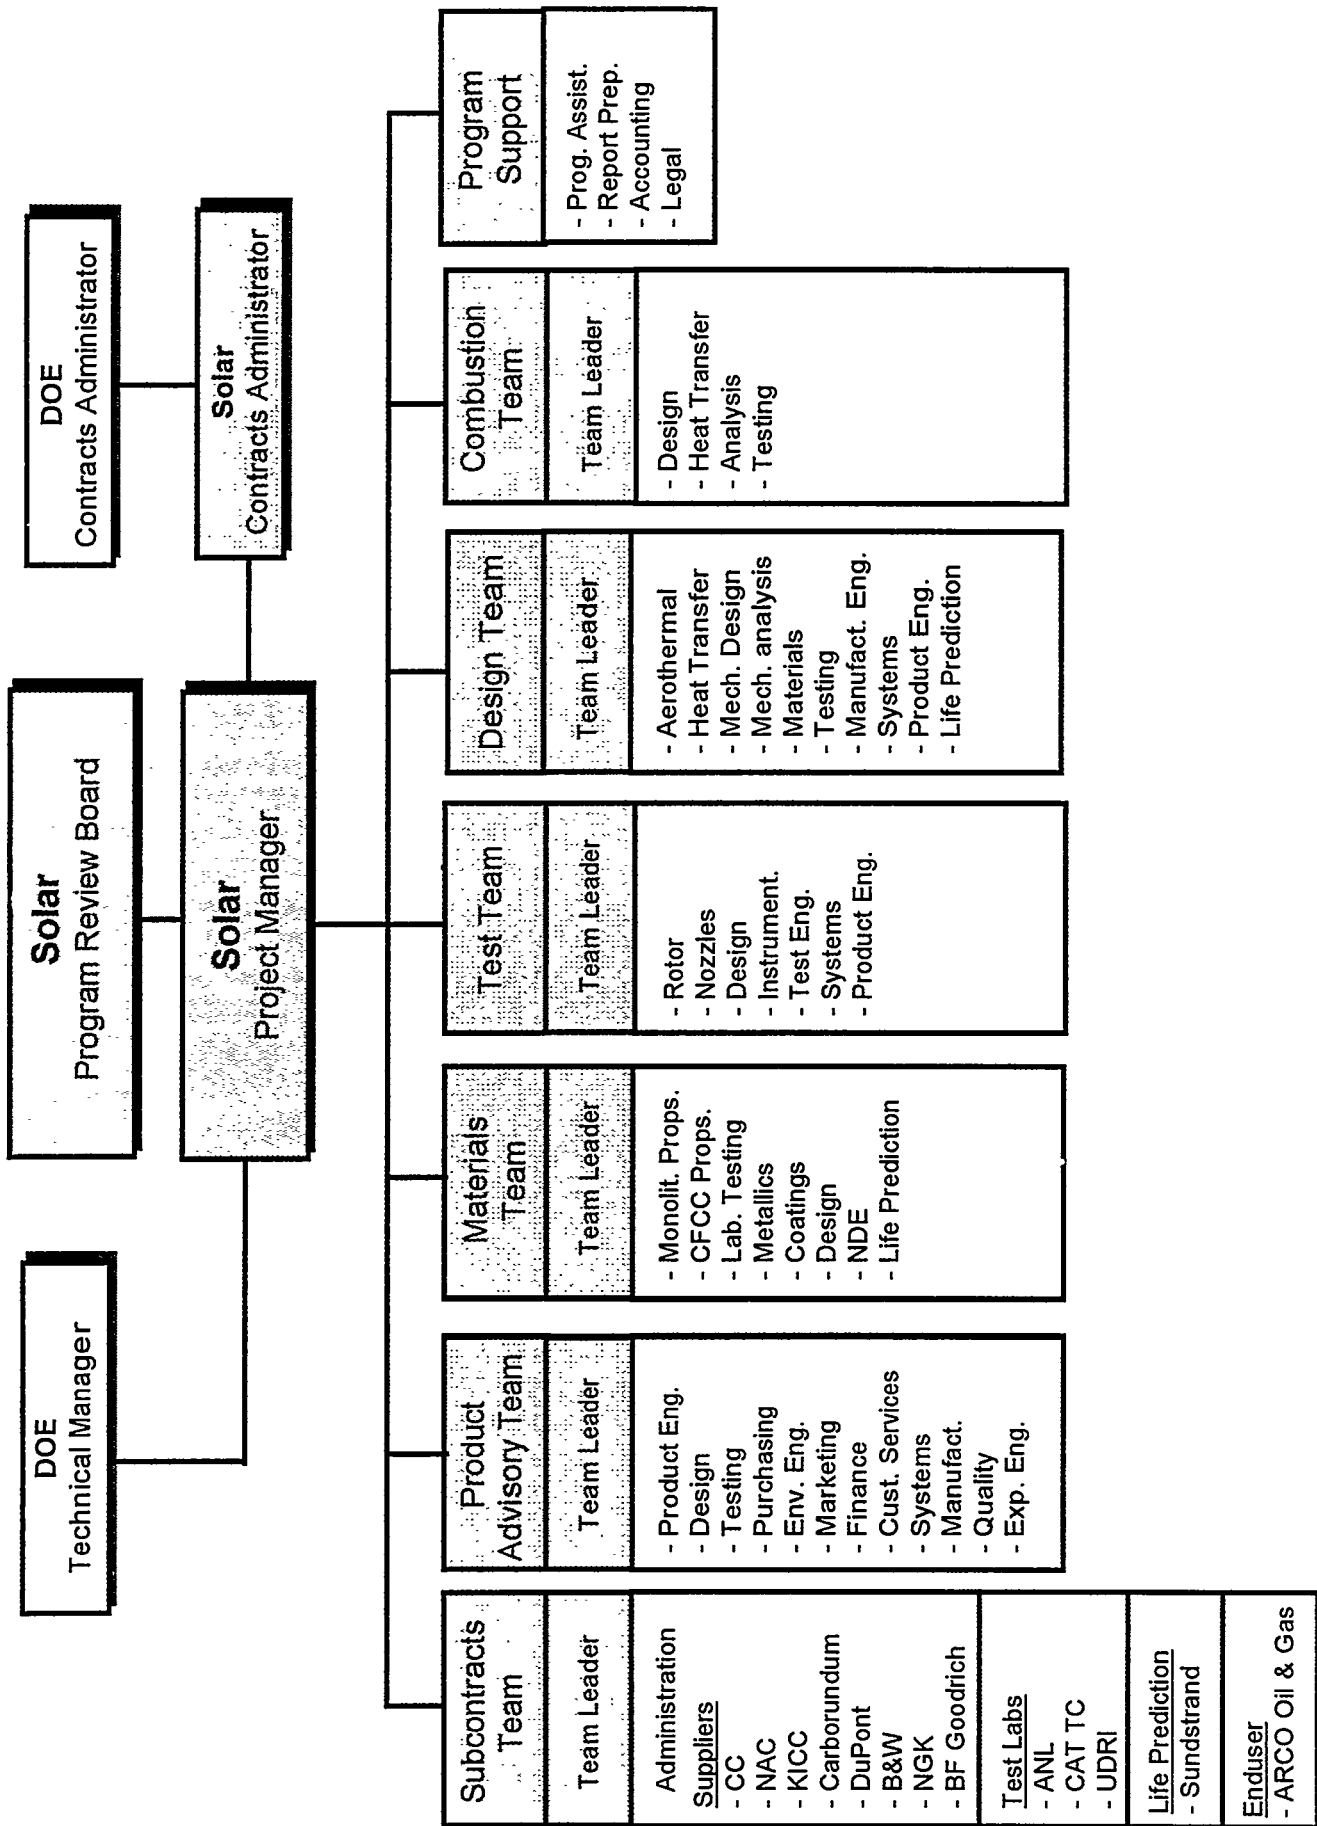 DOE
Technical Manager
Solar
Program Review Board
DOE
Contracts Administrator
Solar
Project Manager
Solar
Contracts Administrator
Subcontracts
Team
Team Leader
Administration
Suppliers
- CC
- NAC
- KICC
- Carborundum
- DuPont
- B&W
- NGK
- BF Goodrich
Test Labs
- ANL
- CAT TC
- UDRI
Life Prediction
- Sundstrand
Enduser
- ARCO Oil & Gas
Product
Advisory Team
Team Leader
- Product Eng.
- Design
- Testing
- Purchasing
- Env. Eng.
- Marketing
- Finance
- Cust. Services
- Systems
- Manufact.
- Quality
- Exp. Eng.
Materials
Team
Team Leader
- Monolit. Props.
- CFCC Props.
- Lab. Testing
- Metallics
- Coatings
- Design
- NDE
- Life Prediction
Test Team
Team Leader
- Rotor
- Nozzles
- Design
- Instrument.
- Test Eng.
- Systems
- Product Eng.
Design Team
Team Leader
- Aerothermal
- Heat Transfer
- Mech. Design
- Mech. analysis
- Materials
- Testing
- Manufact. Eng.
- Systems
- Product Eng.
- Life Prediction
Combustion
Team
Team Leader
- Design
- Heat Transfer
- Analysis
- Testing
Program
Support
- Prog. Assist.
- Report Prep.
- Accounting
- Legal